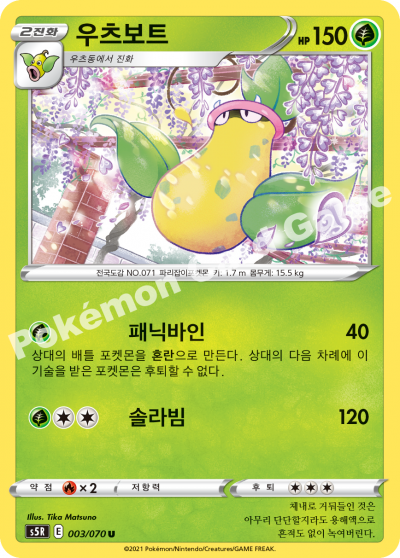 2진화
우츠보트
HP 150
우츠동에서 진화
전국도감 NO.071 파리잡이포켓몬 키: 1.7 m 몸무게: 15.5 kg
Pokémon Card Game
패닉바인 40
상대의 배틀 포켓몬을 혼란으로 만든다. 상대의 다음 차례에 이
기술을 받은 포켓몬은 후퇴할 수 없다.
솔라빔 120
약점 ×2 저항력 후퇴
Illus. Tika Matsuno
s5R E 003/070 U
체내로 거둬들인 것은
아무리 단단할지라도 용해액으로
흔적도 없이 녹여버린다.
©2021 Pokémon/Nintendo/Creatures/GAME FREAK.